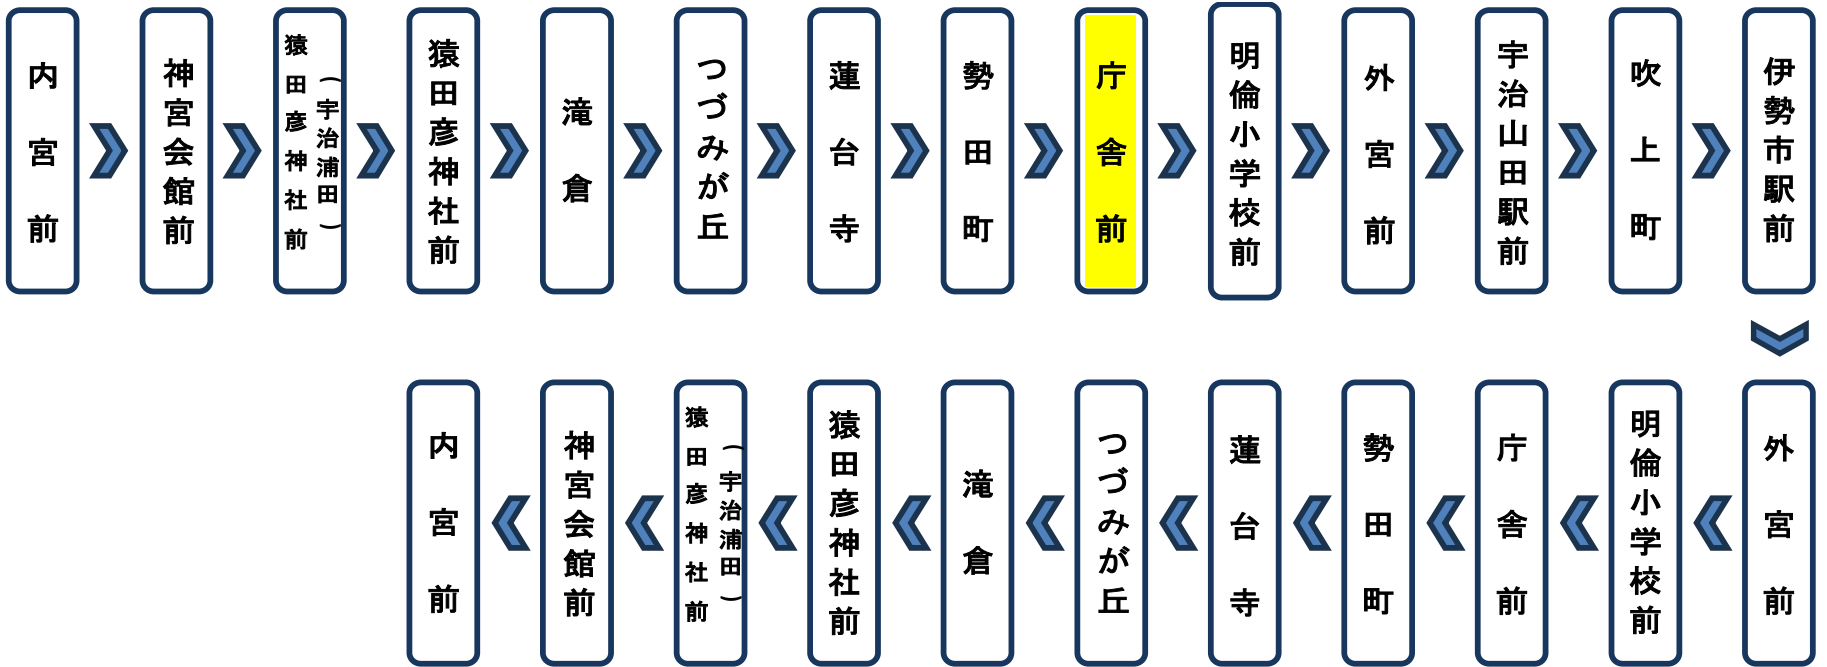 内宮前
神宮会館前
猿田彦神社前
（宇治浦田）
猿田彦神社前
滝倉
つづみが丘
蓮台寺
勢田町
庁舎前
明倫小学校前
外宮前
宇治山田駅前
吹上町
伊勢市駅前
外宮前
明倫小学校前
庁舎前
勢田町
蓮台寺
つづみが丘
滝倉
猿田彦神社前
猿田彦神社前
（宇治浦田）
神宮会館前
内宮前